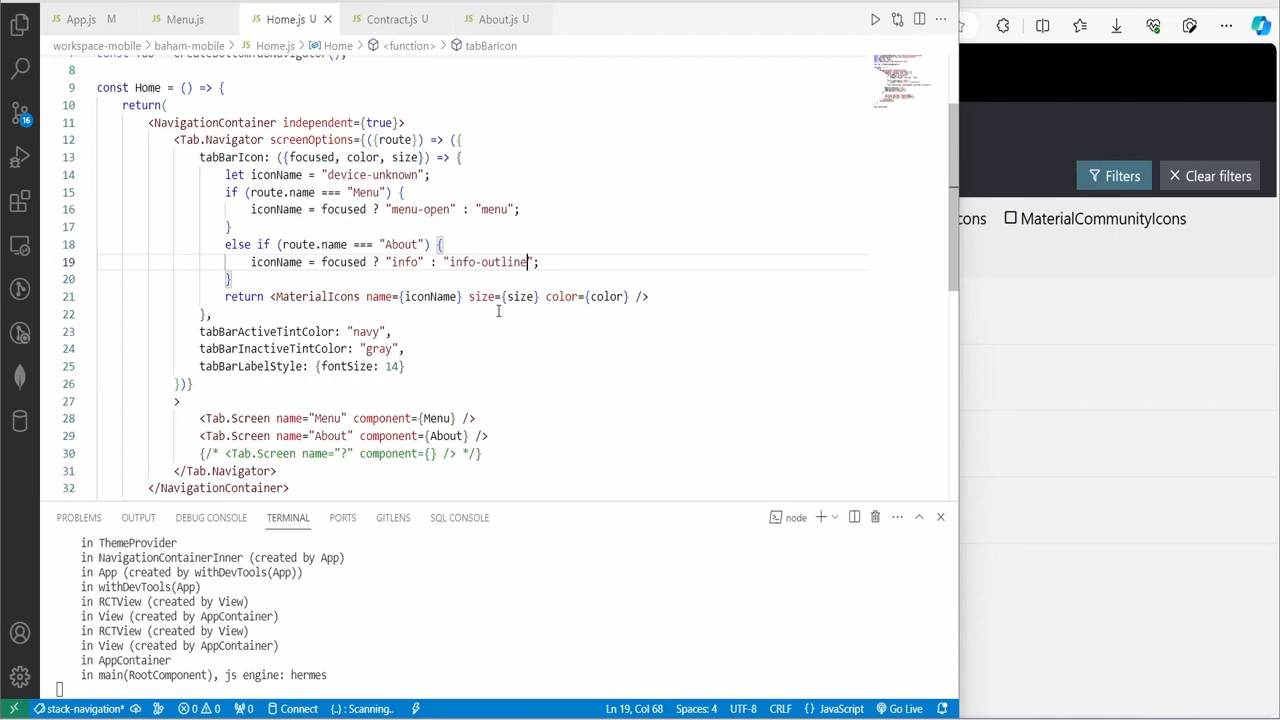 App.js M
Menu.js
Home.js U
Contract.js U
About.js U
workspace-mobile
baham-mobile
Home.js
Home
<function>
tabBarIcon
8
9 const Home = () =>
10 return(
11 <NavigationContainer independent={true}>
12 <Tab.Navigator screenOptions={({route}) => ({
13 tabBarIcon: ({focused, color, size}) => {
14 let iconName = "device-unknown";
15 if (route.name === "Menu") {
16 iconName = focused ? "menu-open" : "menu";
17 }
18 else if (route.name === "About") {
19 iconName = focused ? "info" : "info-outline";
20 }
21 return <MaterialIcons name={iconName} size={size} color={color} />
22 },
23 tabBarActiveTintColor: "navy",
24 tabBarInactiveTintColor: "gray",
25 tabBarLabelStyle: {fontSize: 14}
26 })}
27 >
28 <Tab.Screen name="Menu" component={Menu} />
29 <Tab.Screen name="About" component={About} />
30 {/* <Tab.Screen name="?" component={} /> */}
31 </Tab.Navigator>
32 </NavigationContainer>
Filters
Clear filters
cons
MaterialCommunityIcons
16
PROBLEMS
OUTPUT
DEBUG CONSOLE
TERMINAL
PORTS
GITLENS
SQL CONSOLE
node
in ThemeProvider
in NavigationContainerInner (created by App)
in App (created by withDevTools(App))
in withDevTools(App)
in RCTView (created by View)
in View (created by AppContainer)
in RCTView (created by View)
in View (created by AppContainer)
in AppContainer
in main(RootComponent), js engine: hermes
stack-navigation*
0
0
0
Connect
{..} : Scanning..
Ln 19, Col 68
Spaces: 4
UTF-8
CRLF
{} JavaScript
Go Live